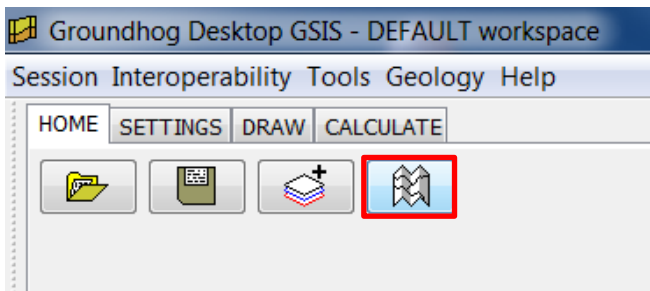 Groundhog Desktop GSIS - DEFAULT workspace
Session Interoperability Tools Geology Help
HOME SETTINGS DRAW CALCULATE